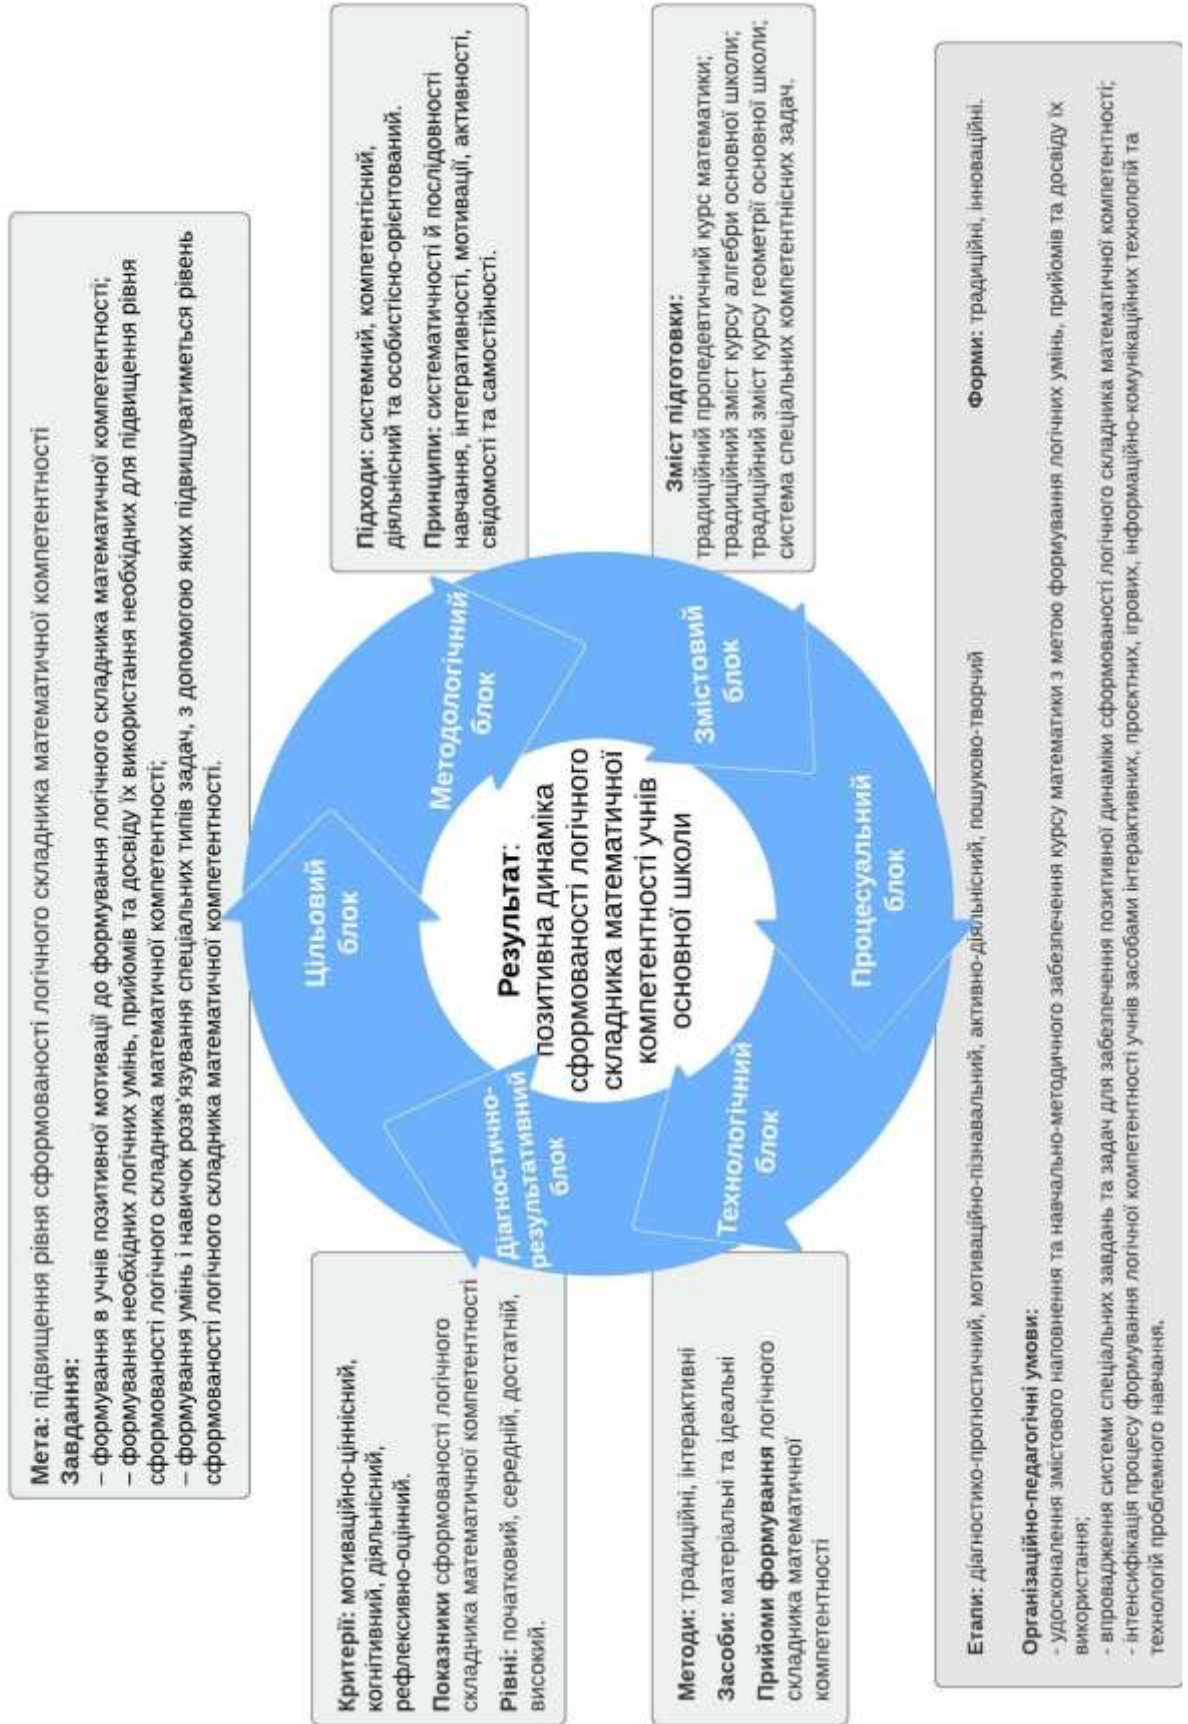 Мета: підвищення рівня сформованості логічного складника математичної компетентності
Завдання:
– формування в учнів позитивної мотивації до формування логічного складника математичної компетентності;
– формування необхідних логічних умінь, прийомів та досвіду їх використання необхідних для підвищення рівня
сформованості логічного складника математичної компетентності;
– формування умінь і навичок розв'язування спеціальних типів задач, з допомогою яких підвищуватиметься рівень
сформованості логічного складника математичної компетентності.
Цільовий
блок
Підходи: системний, компетентісний,
діяльнісний та особистісно-орієнтований.
Принципи: систематичності й послідовності
навчання, інтегративності, мотивації, активності,
свідомості та самостійності.
Методологічний
блок
Зміст підготовки:
традиційний пропедевтичний курс математики;
традиційний зміст курсу алгебри основної школи;
традиційний зміст курсу геометрії основної школи;
система спеціальних компетентнісних задач.
Змістовий
блок
Результат:
позитивна динаміка
сформованості логічного
складника математичної
компетентності учнів
основної школи
Процесуальний
блок
Технологічний
блок
Діагностично-
результативний
блок
Критерії: мотиваційно-ціннісний,
когнітивний, діяльнісний,
рефлексивно-оцінний.
Показники сформованості логічного
складника математичної компетентності
Рівні: початковий, середній, достатній,
високий.
Методи: традиційні, інтерактивні
Засоби: матеріальні та ідеальні
Прийоми формування логічного
складника математичної
компетентності
Етапи: діагностико-прогностичний, мотиваційно-пізнавальний, активно-діяльнісний, пошуково-творчий
Форми: традиційні, інноваційні.
Організаційно-педагогічні умови:
- удосконалення змістового наповнення та навчально-методичного забезпечення курсу математики з метою формування логічних умінь, прийомів та досвіду їх
використання;
- впровадження системи спеціальних завдань та задач для забезпечення позитивної динаміки сформованості логічного складника математичної компетентності;
- інтенсифікація процесу формування логічної компетентності учнів засобами інтерактивних, проєктних, ігрових, інформаційно-комунікаційних технологій та
технологій проблемного навчання.